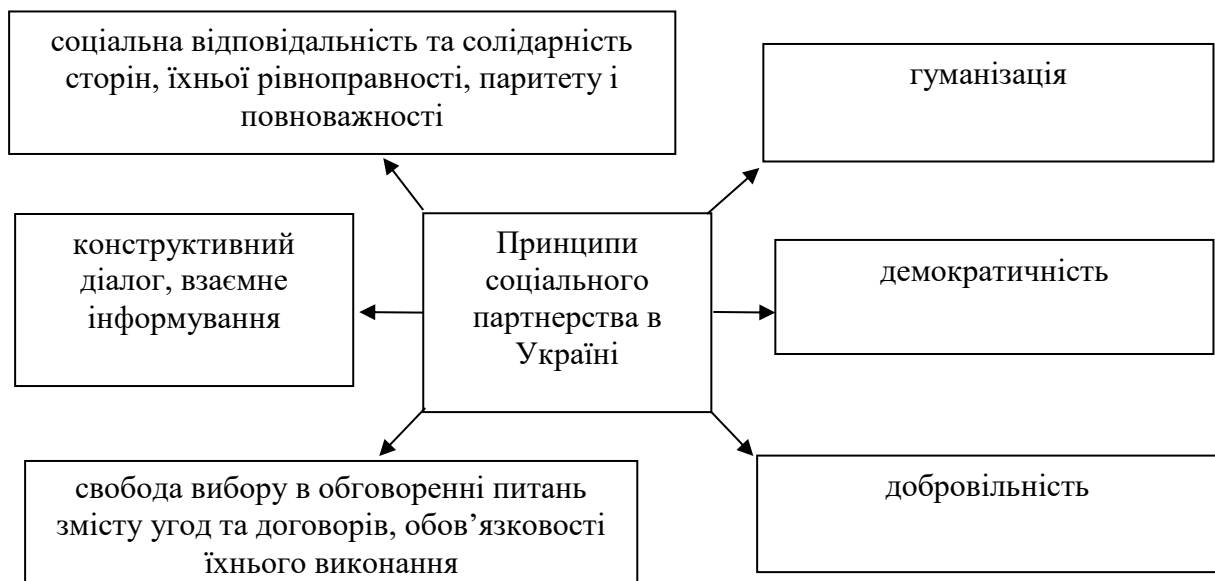 соціальна відповідальність та солідарність
сторін, їхньої рівноправності, паритету і
повноважності
гуманізація
конструктивний
діалог, взаємне
інформування
Принципи
соціального
партнерства в
Україні
демократичність
свобода вибору в обговоренні питань
змісту угод та договорів, обов’язковості
їхнього виконання
добровільність